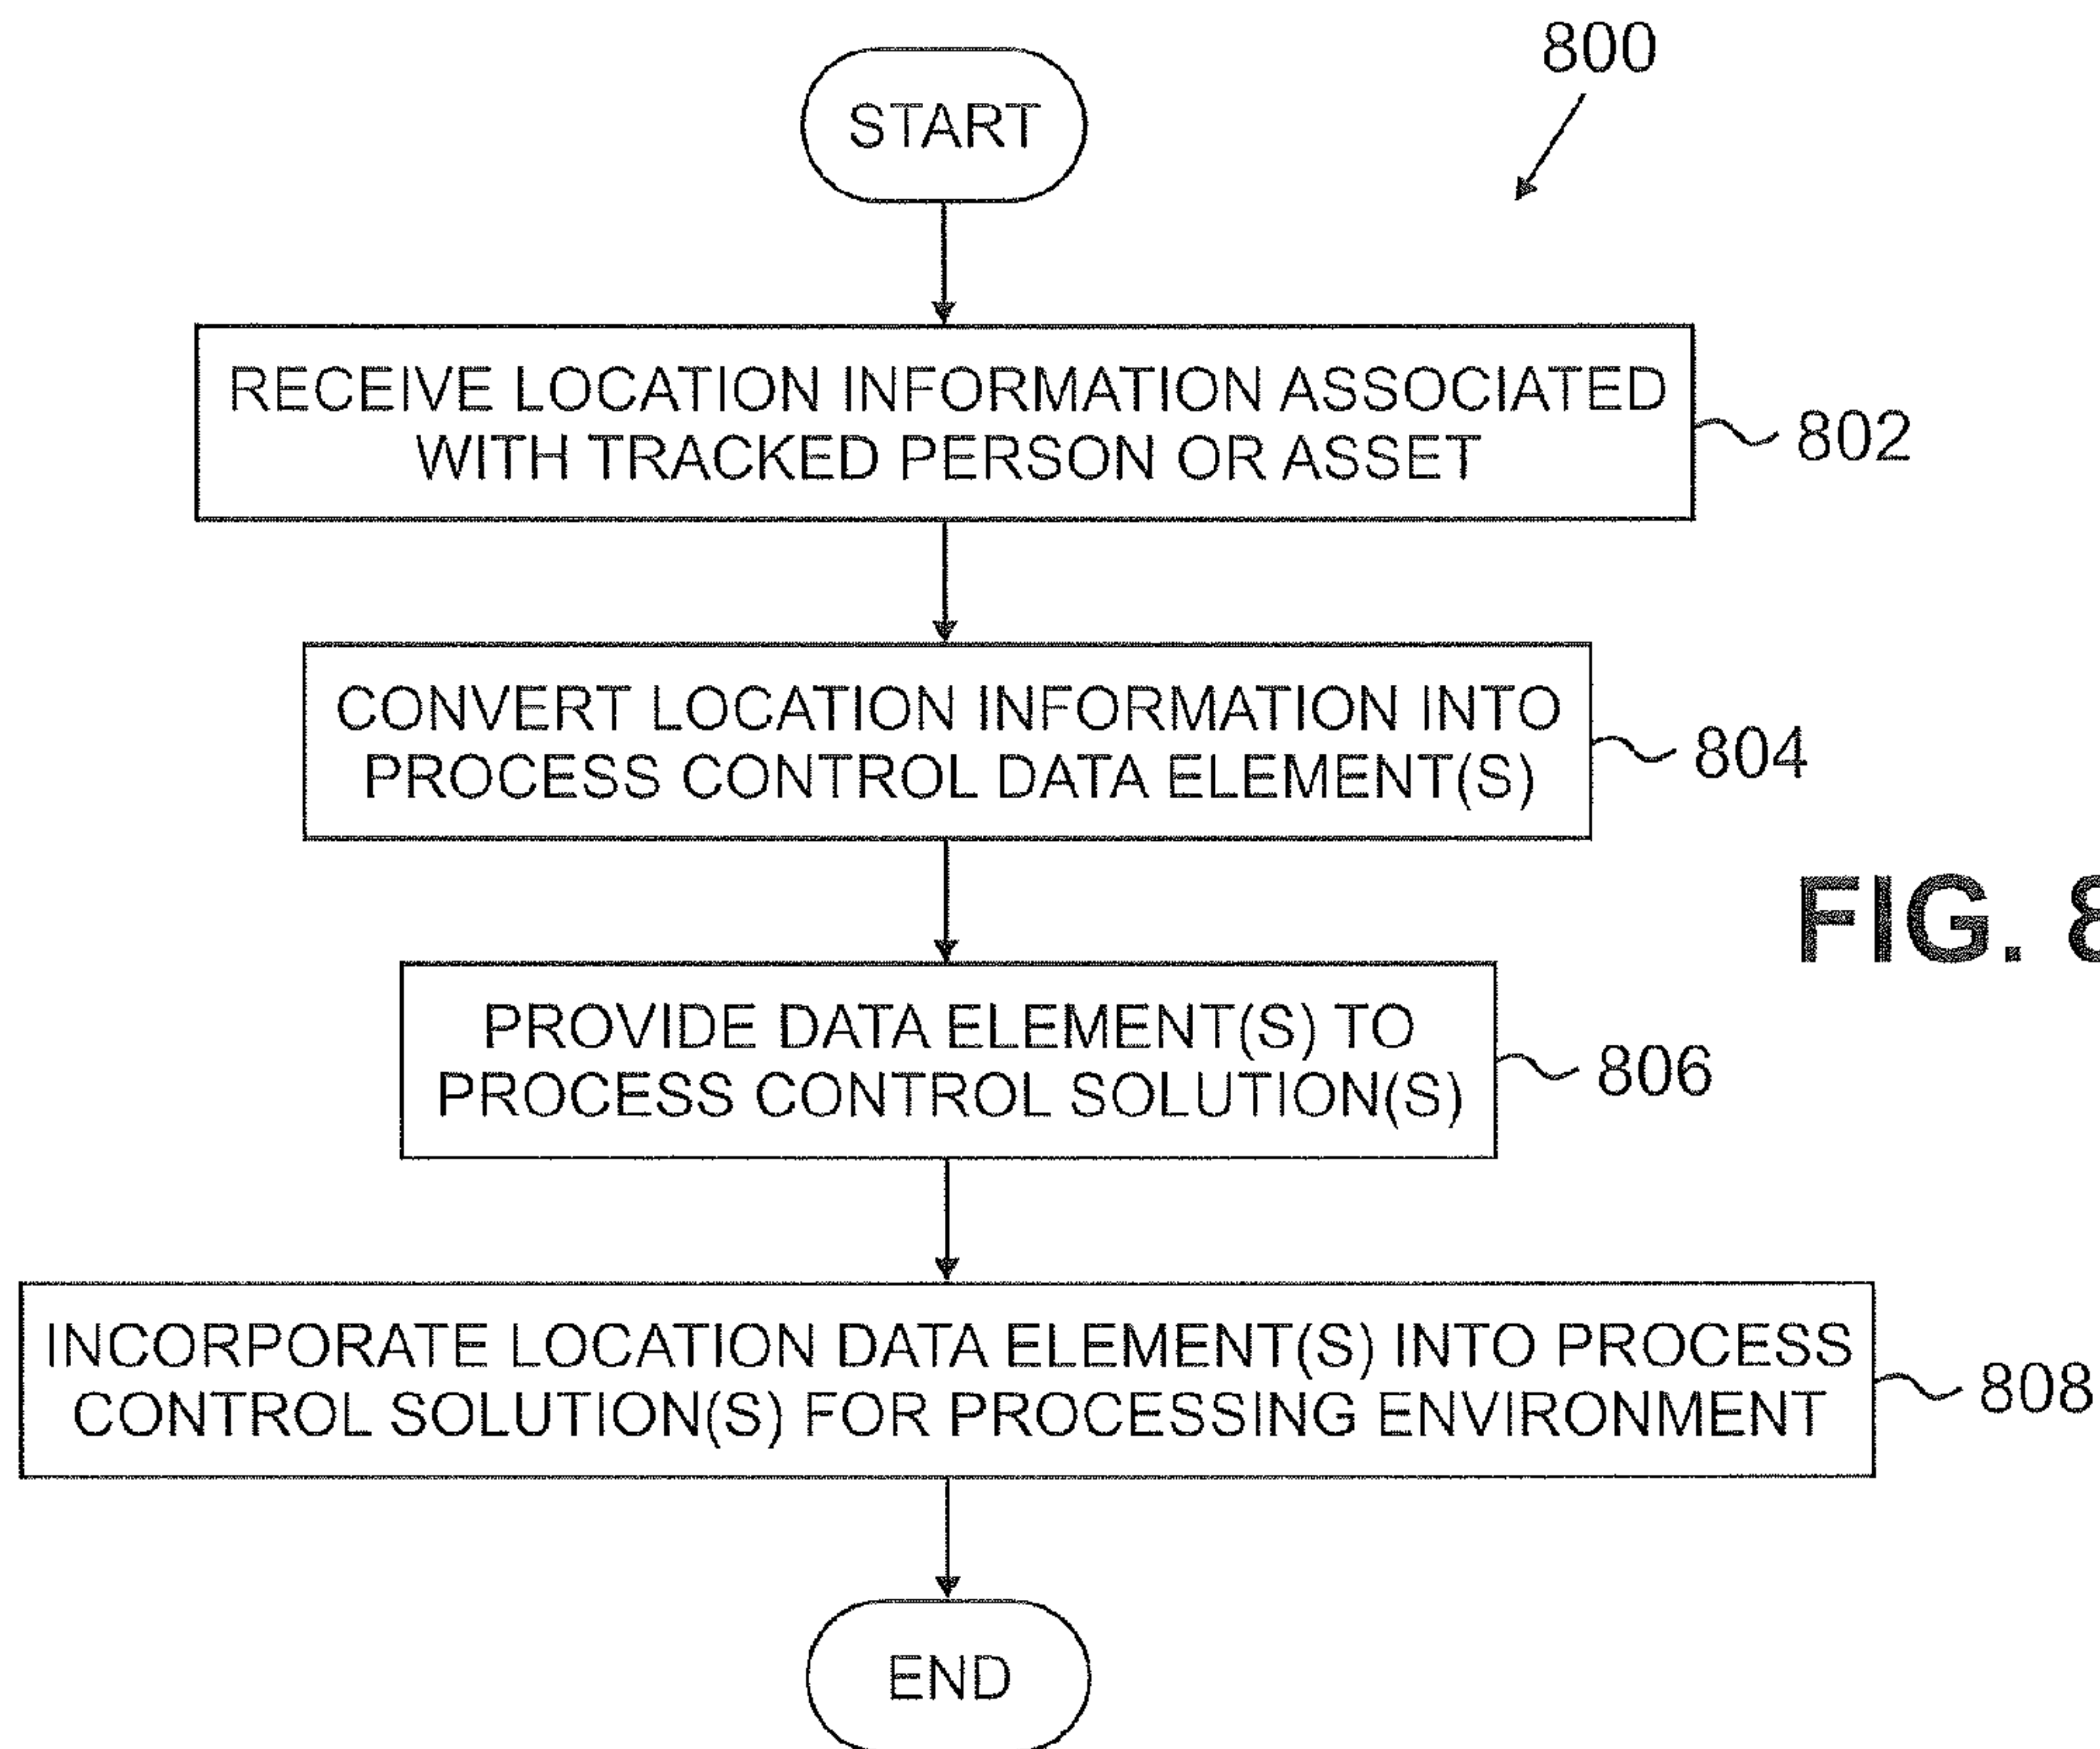 800
START
RECEIVE LOCATION INFORMATION ASSOCIATED
WITH TRACKED PERSON OR ASSET
802
CONVERT LOCATION INFORMATION INTO
PROCESS CONTROL DATA ELEMENT(S)
804
FIG. 8
PROVIDE DATA ELEMENT(S) TO
PROCESS CONTROL SOLUTION(S)
806
INCORPORATE LOCATION DATA ELEMENT(S) INTO PROCESS
CONTROL SOLUTION(S) FOR PROCESSING ENVIRONMENT
808
END